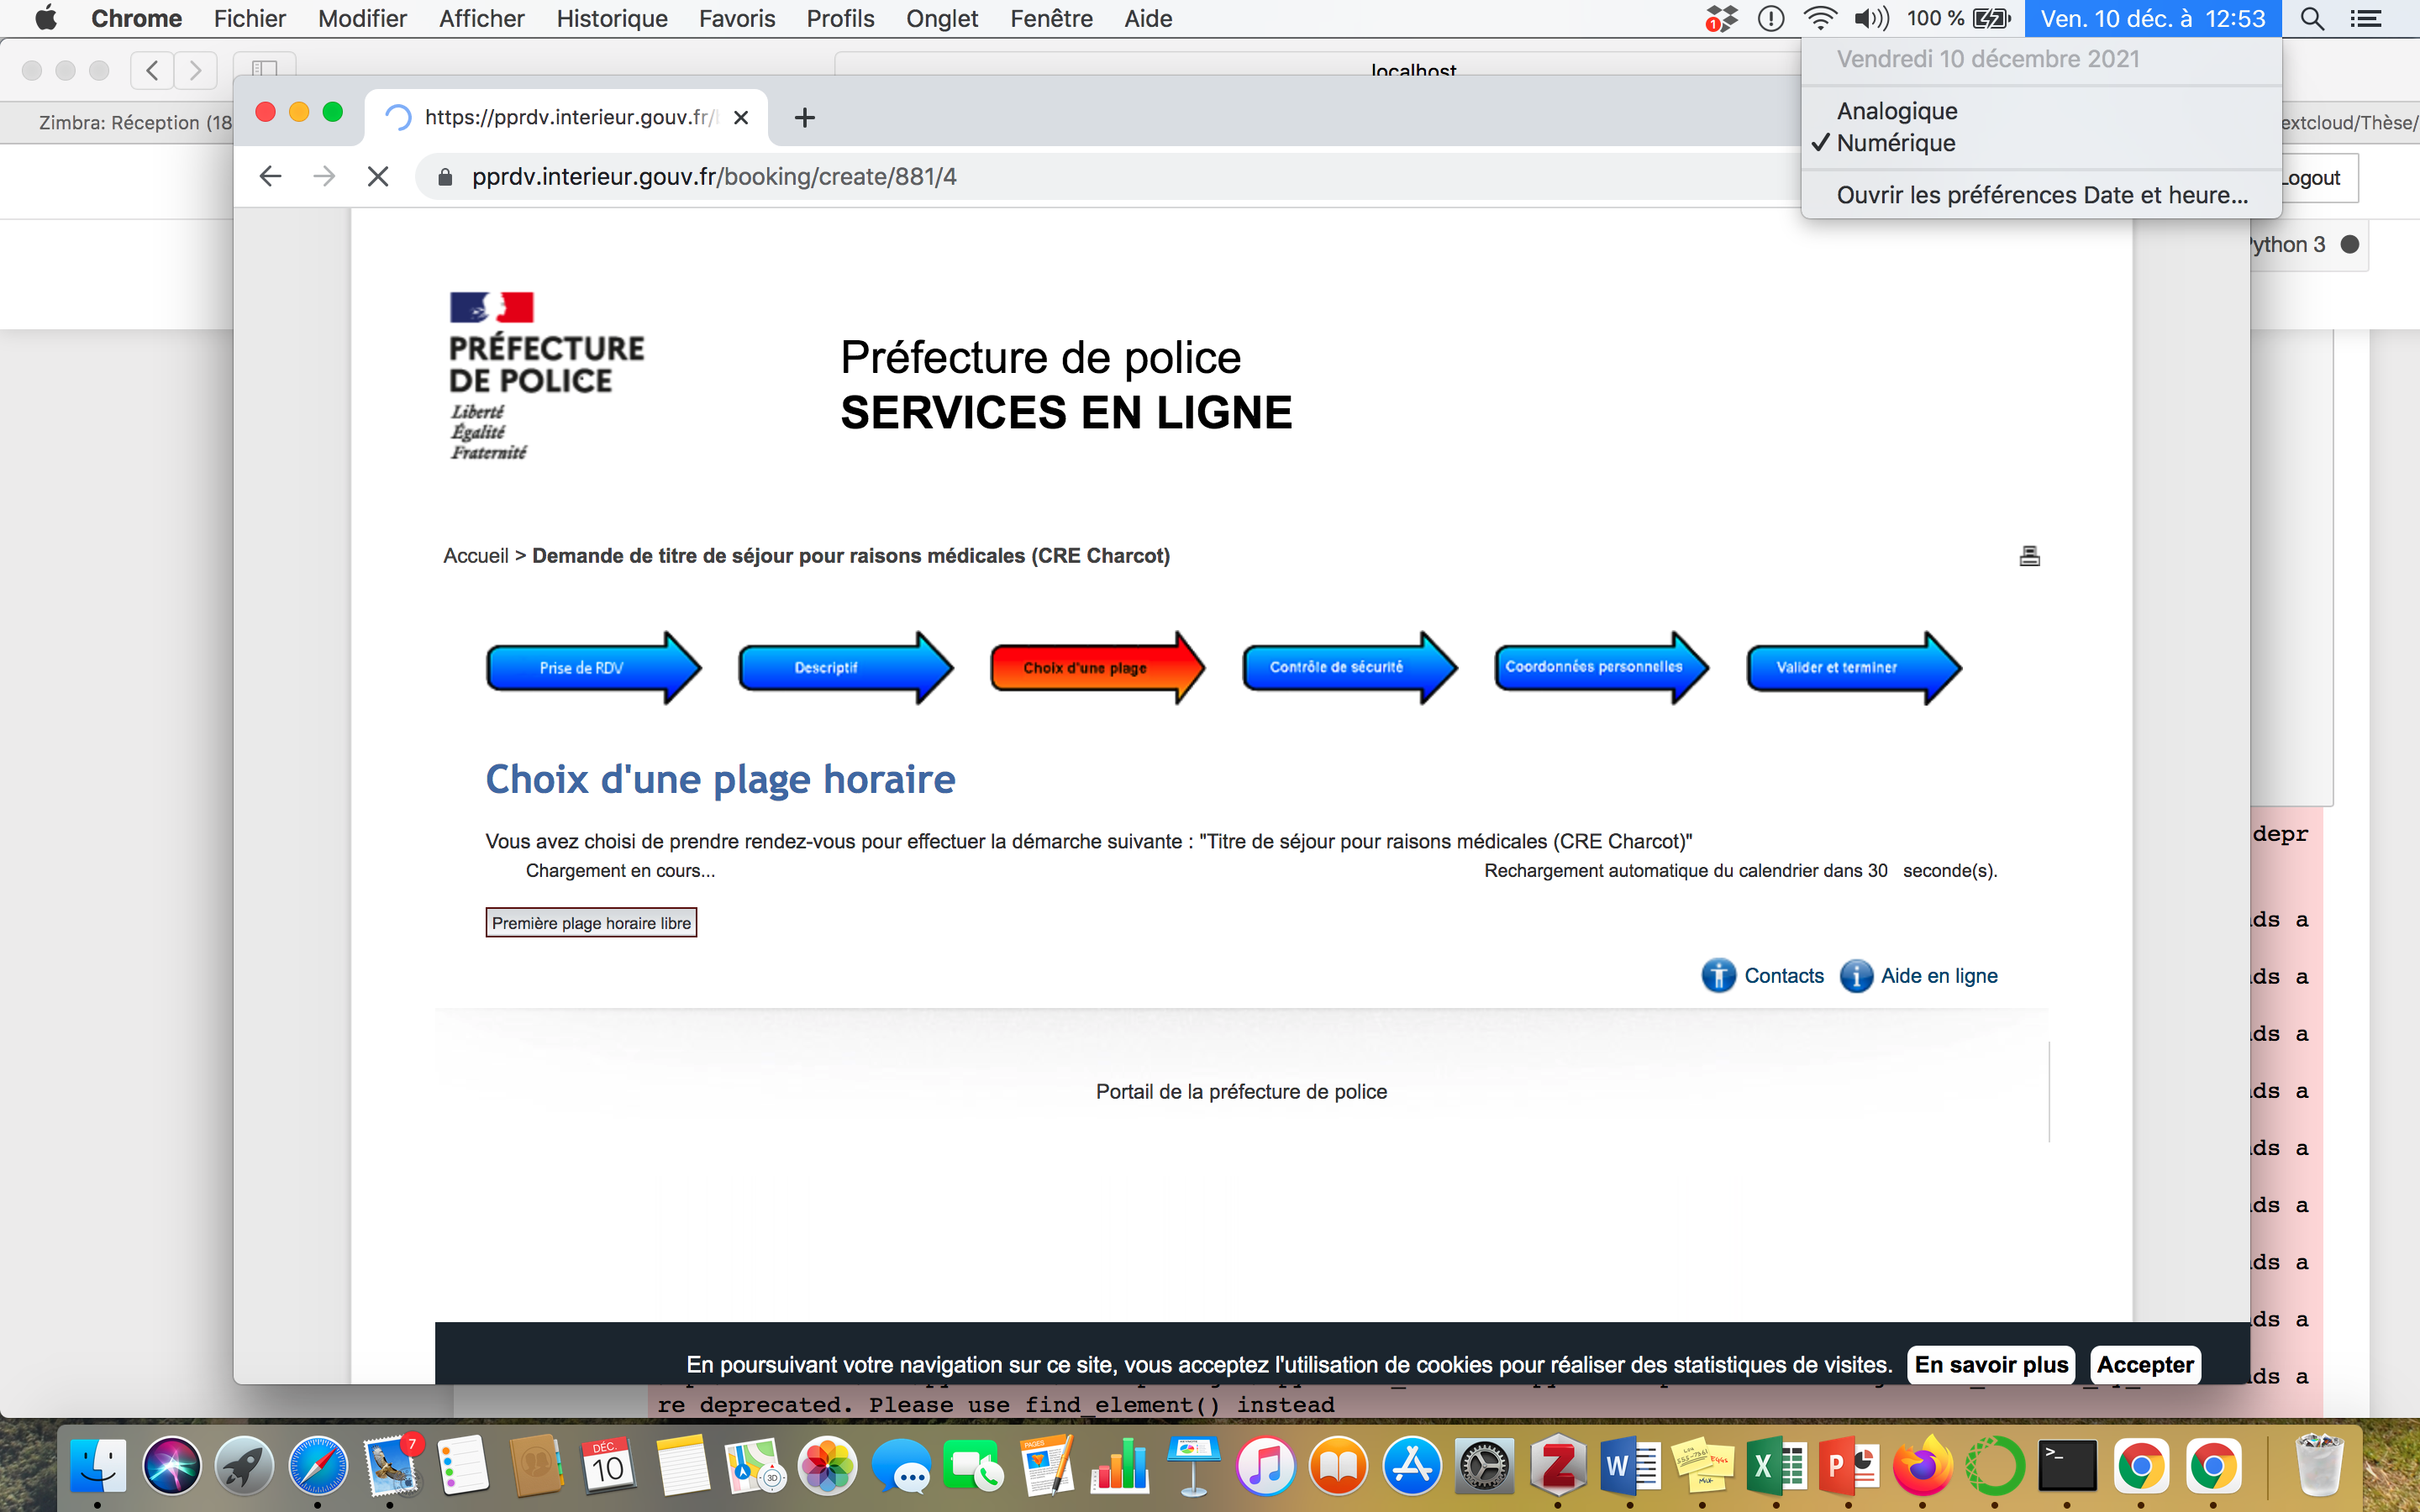 Chrome Fichier Modifier Afficher Historique Favoris Profils Onglet Fenêtre Aide 1 100 % Ven. 10 déc. à 12:53
Vendredi 10 décembre 2021
Analogique
✓ Numérique
Ouvrir les préférences Date et heure...
localhost
Zimbra: Réception (18
https://pprdv.interieur.gouv.fr/
extcloud/Thèse/
pprdv.interieur.gouv.fr/booking/create/881/4
Logout
ython 3
PRÉFECTURE
DE POLICE
Liberté
Égalité
Fraternité
Préfecture de police
SERVICES EN LIGNE
Accueil > Demande de titre de séjour pour raisons médicales (CRE Charcot)
Prise de RDV
Descriptif
Choix d'une plage
Contrôle de sécurité
Coordonnées personnelles
Valider et terminer
Choix d'une plage horaire
Vous avez choisi de prendre rendez-vous pour effectuer la démarche suivante : "Titre de séjour pour raisons médicales (CRE Charcot)"
depr
Chargement en cours...
Rechargement automatique du calendrier dans 30 seconde(s).
Première plage horaire libre
ds a
Contacts
Aide en ligne
ds a
ds a
Portail de la préfecture de police
ds a
ds a
ds a
ds a
ds a
En poursuivant votre navigation sur ce site, vous acceptez l'utilisation de cookies pour réaliser des statistiques de visites. En savoir plus Accepter
ds a
re deprecated. Please use find_element() instead
7
DÉC.
10
3D
PAGES
Z
W
X
P
>_